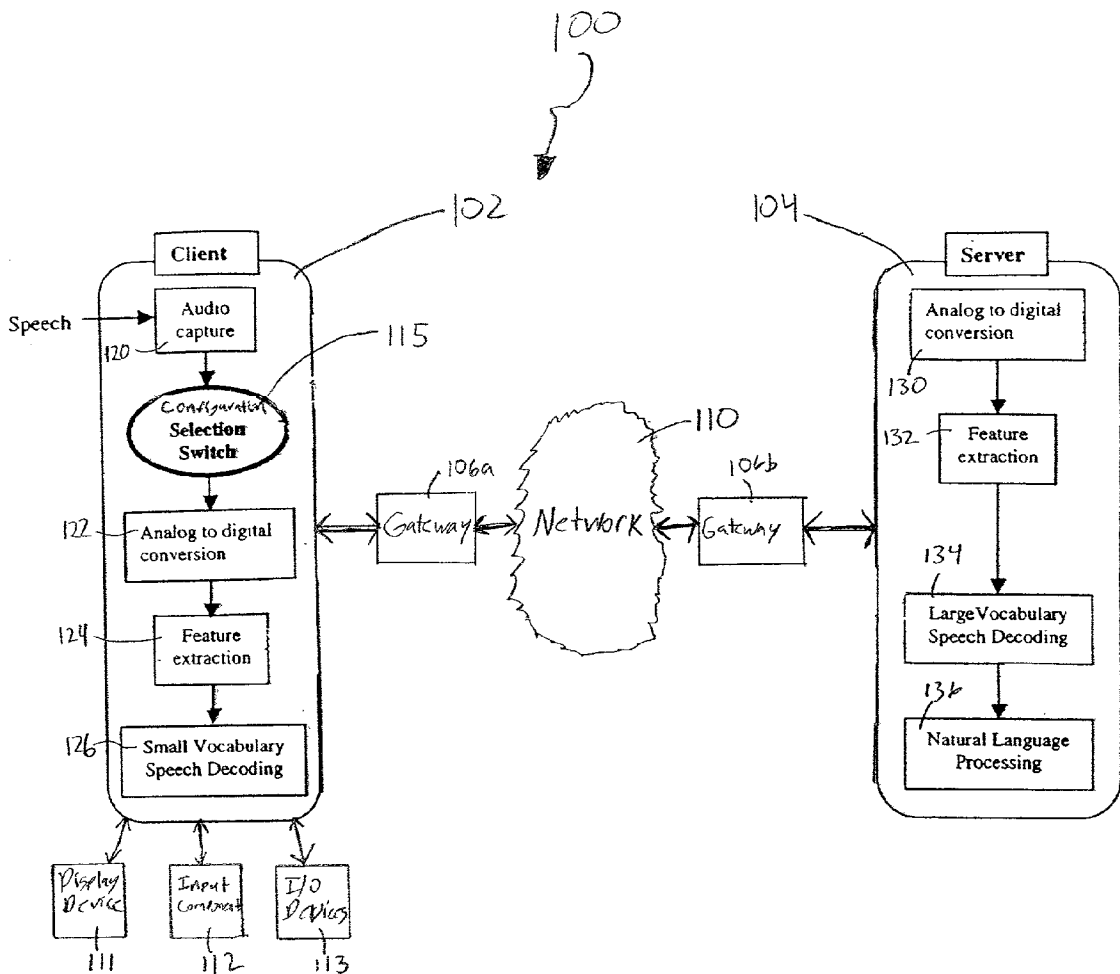 100
102
104
Client
Server
Speech
Audio
capture
120
115
Configuration
Selection
Switch
122
Analog to digital
conversion
124
Feature
extraction
126
Small Vocabulary
Speech Decoding
106a
Gateway
110
Network
106b
Gateway
Analog to digital
conversion
130
132
Feature
extraction
134
Large Vocabulary
Speech Decoding
136
Natural Language
Processing
Display
Device
111
Input
Component
112
I/O
Devices
113